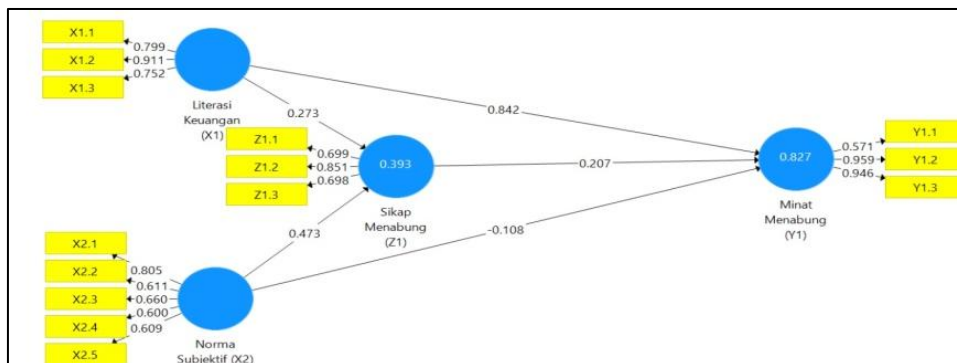 X1.1
X1.2
X1.3
0.799
0.911
0.752
Literasi
Keuangan
(X1)
0.273
0.842
Z1.1
Z1.2
Z1.3
0.699
0.851
0.698
0.393
Sikap
Menabung
(Z1)
0.207
0.827
Minat
Menabung
(Y1)
0.571
0.959
0.946
Y1.1
Y1.2
Y1.3
0.473
-0.108
X2.1
X2.2
X2.3
X2.4
X2.5
0.805
0.611
0.660
0.600
0.609
Norma
Subjektif (X2)